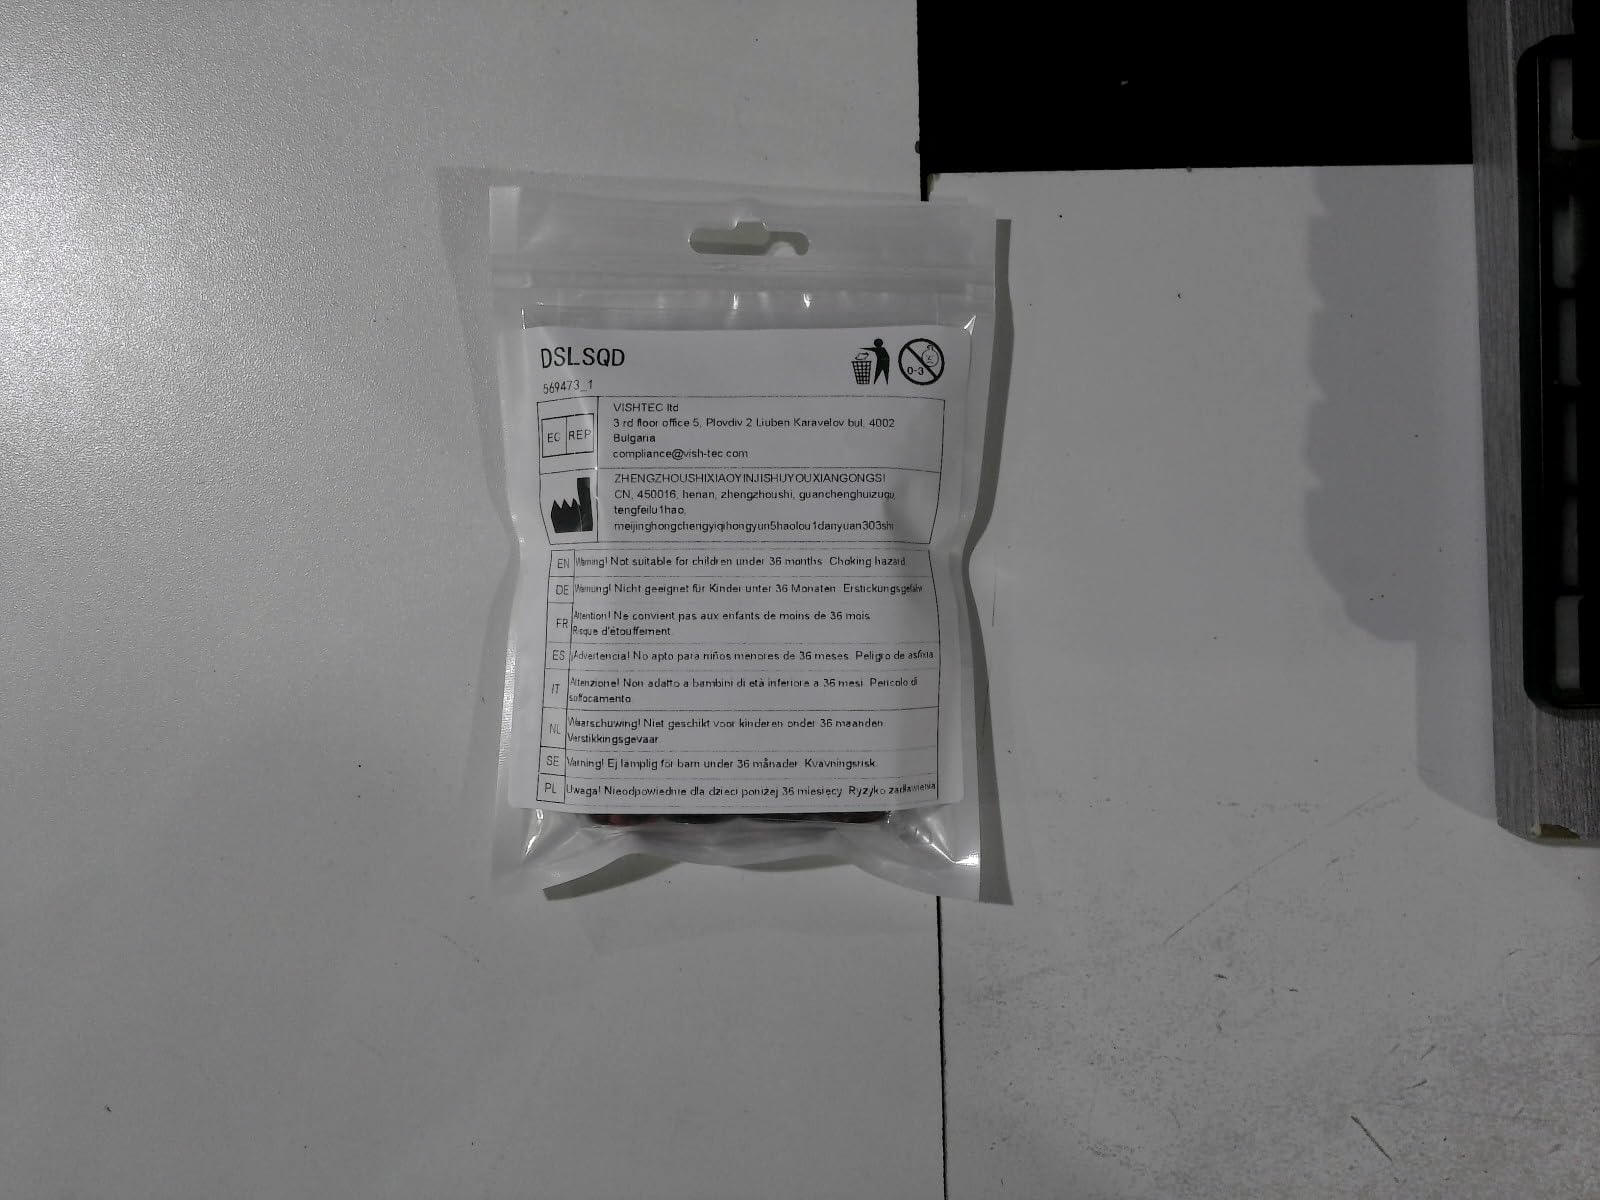 DSLSQD
569473_1
0-3
EC REP
VISHTEC ltd
3 rd floor office 5, Plovdiv 2 Liuben Karavelov bul, 4002
Bulgaria
compliance@vish-tec.com
ZHENGZHOUSHIXIAOYINJISHUYOUXIANGONGSI
CN, 450016, henan, zhengzhoushi, guanchenghuizuqu,
tengfeilu1hao,
meijinghongchengyiqihongyun5haolou1danyuan303shi
EN Warning! Not suitable for children under 36 months. Choking hazard.
DE Warnung! Nicht geeignet für Kinder unter 36 Monaten. Erstickungsgefahr
FR Attention! Ne convient pas aux enfants de moins de 36 mois.
Risque d'étouffement.
ES ¡Advertencia! No apto para niños menores de 36 meses. Peligro de asfixia
IT Attenzione! Non adatto a bambini di età inferiore a 36 mesi. Pericolo di
soffocamento.
NL Waarschuwing! Niet geschikt voor kinderen onder 36 maanden.
Verstikkingsgevaar.
SE Varning! Ej lämplig för barn under 36 månader. Kvävningsrisk.
PL Uwaga! Nieodpowiednie dla dzieci poniżej 36 miesięcy. Ryzyko zadławienia